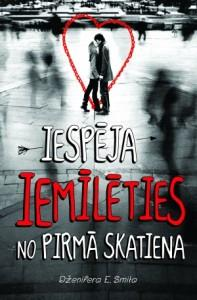 IESPĒJA
IEMĪLĒTIES
NO PIRMĀ SKATIENA
Dženifera E. Smita